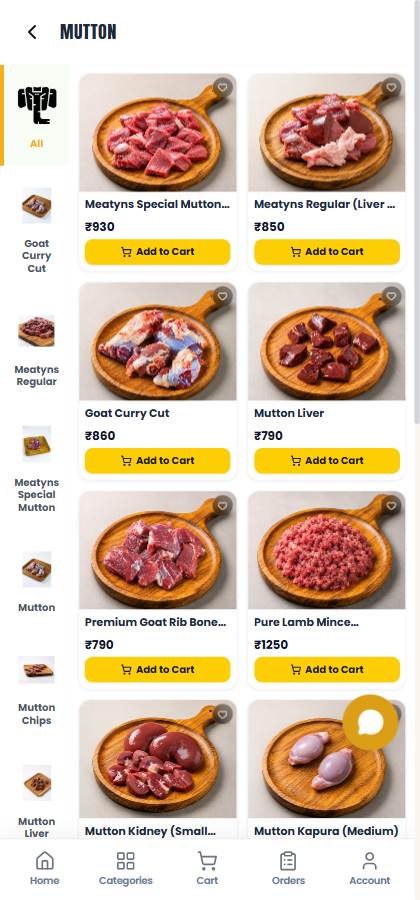 MUTTON
All
Goat
Curry
Cut
Meatyns
Regular
Meatyns
Special
Mutton
Mutton
Mutton
Chips
Mutton
Liver
Meatyns Special Mutton...
₹930
Add to Cart
Meatyns Regular (Liver ...
₹850
Add to Cart
Goat Curry Cut
₹860
Add to Cart
Mutton Liver
₹790
Add to Cart
Premium Goat Rib Bone...
₹790
Add to Cart
Pure Lamb Mince...
₹1250
Add to Cart
Mutton Kidney (Small...
Mutton Kapura (Medium)
Home
Categories
Cart
Orders
Account